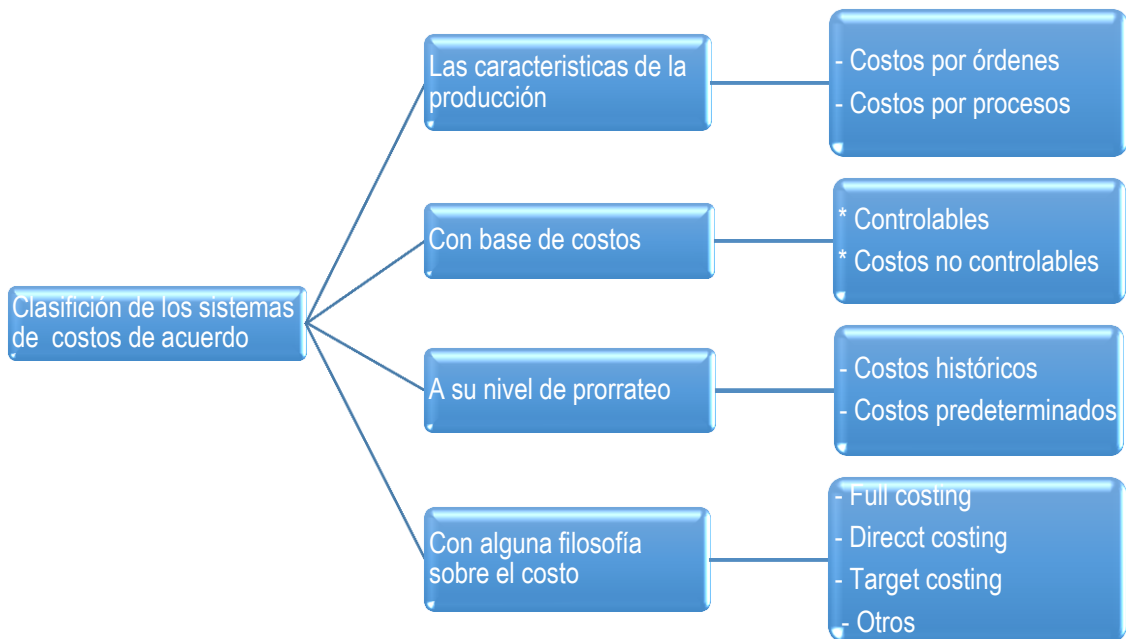 Clasifición de los sistemas
de costos de acuerdo
Las caracteristicas de la
producción
- Costos por órdenes
- Costos por procesos
Con base de costos
* Controlables
* Costos no controlables
A su nivel de prorrateo
- Costos históricos
- Costos predeterminados
Con alguna filosofía
sobre el costo
- Full costing
- Direcct costing
- Target costing
- Otros